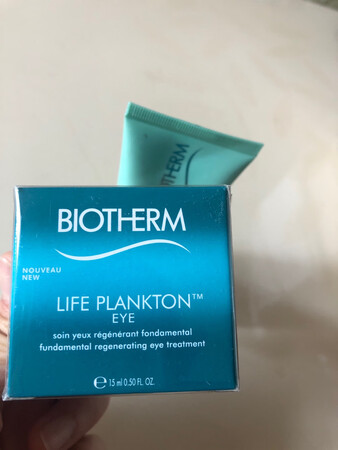 BIOTHERM
BIOTHERM
NOUVEAU
NEW
LIFE PLANKTON™
EYE
soin yeux régénérant fondamental
fundamental regenerating eye treatment
℮ 15 ml 0.50 FL. OZ.